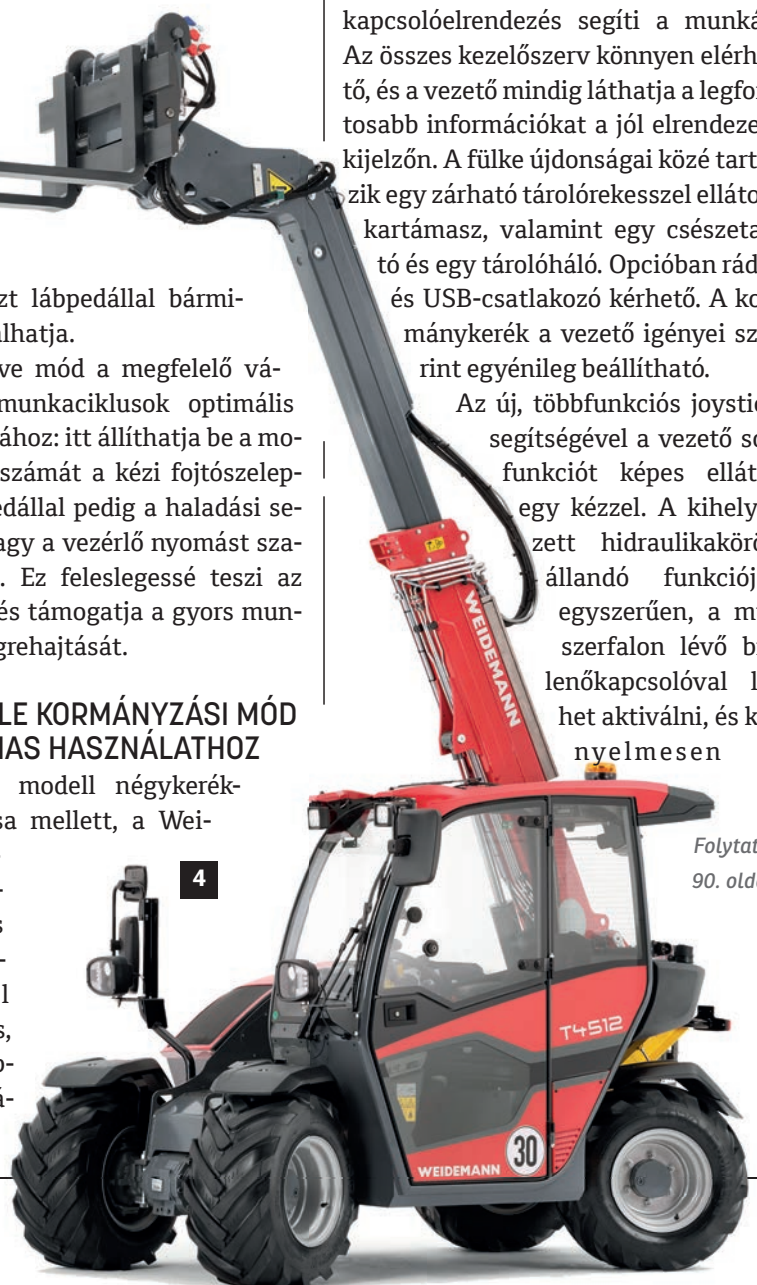 zt lábpedállal bármi-
lhatja.
ve mód a megfelelő vá-
munkaciklusok optimális
ához: itt állíthatja be a mo-
számát a kézi fojtószelep-
edállal pedig a haladási se-
agy a vezérlő nyomást sza-
. Ez feleslegessé teszi az
és támogatja a gyors mun-
grehajtását.
LE KORMÁNYZÁSI MÓD
MAS HASZNÁLATHOZ
modell négykerék-
sa mellett, a Wei-
-
s
-
l
s,
o-
á-
kapcsolóelrendezés segíti a munká
Az összes kezelőszerv könnyen elérh
tő, és a vezető mindig láthatja a legfon
tosabb információkat a jól elrendeze
kijelzőn. A fülke újdonságai közé tart
zik egy zárható tárolórekesszel elláto
kartámasz, valamint egy csészeta
tó és egy tárolóháló. Opcióban rád
és USB-csatlakozó kérhető. A ko
mánykerék a vezető igényei sz
rint egyénileg beállítható.
Az új, többfunkciós joystic
segítségével a vezető so
funkciót képes ellát
egy kézzel. A kihely
zett hidraulikakörö
állandó funkciój
egyszerűen, a m
szerfalon lévő b
lenőkapcsolóval l
het aktiválni, és k
nyelmesen
Folytat
90. olda
4
WEIDEMANN
T4512
WEIDEMANN
30